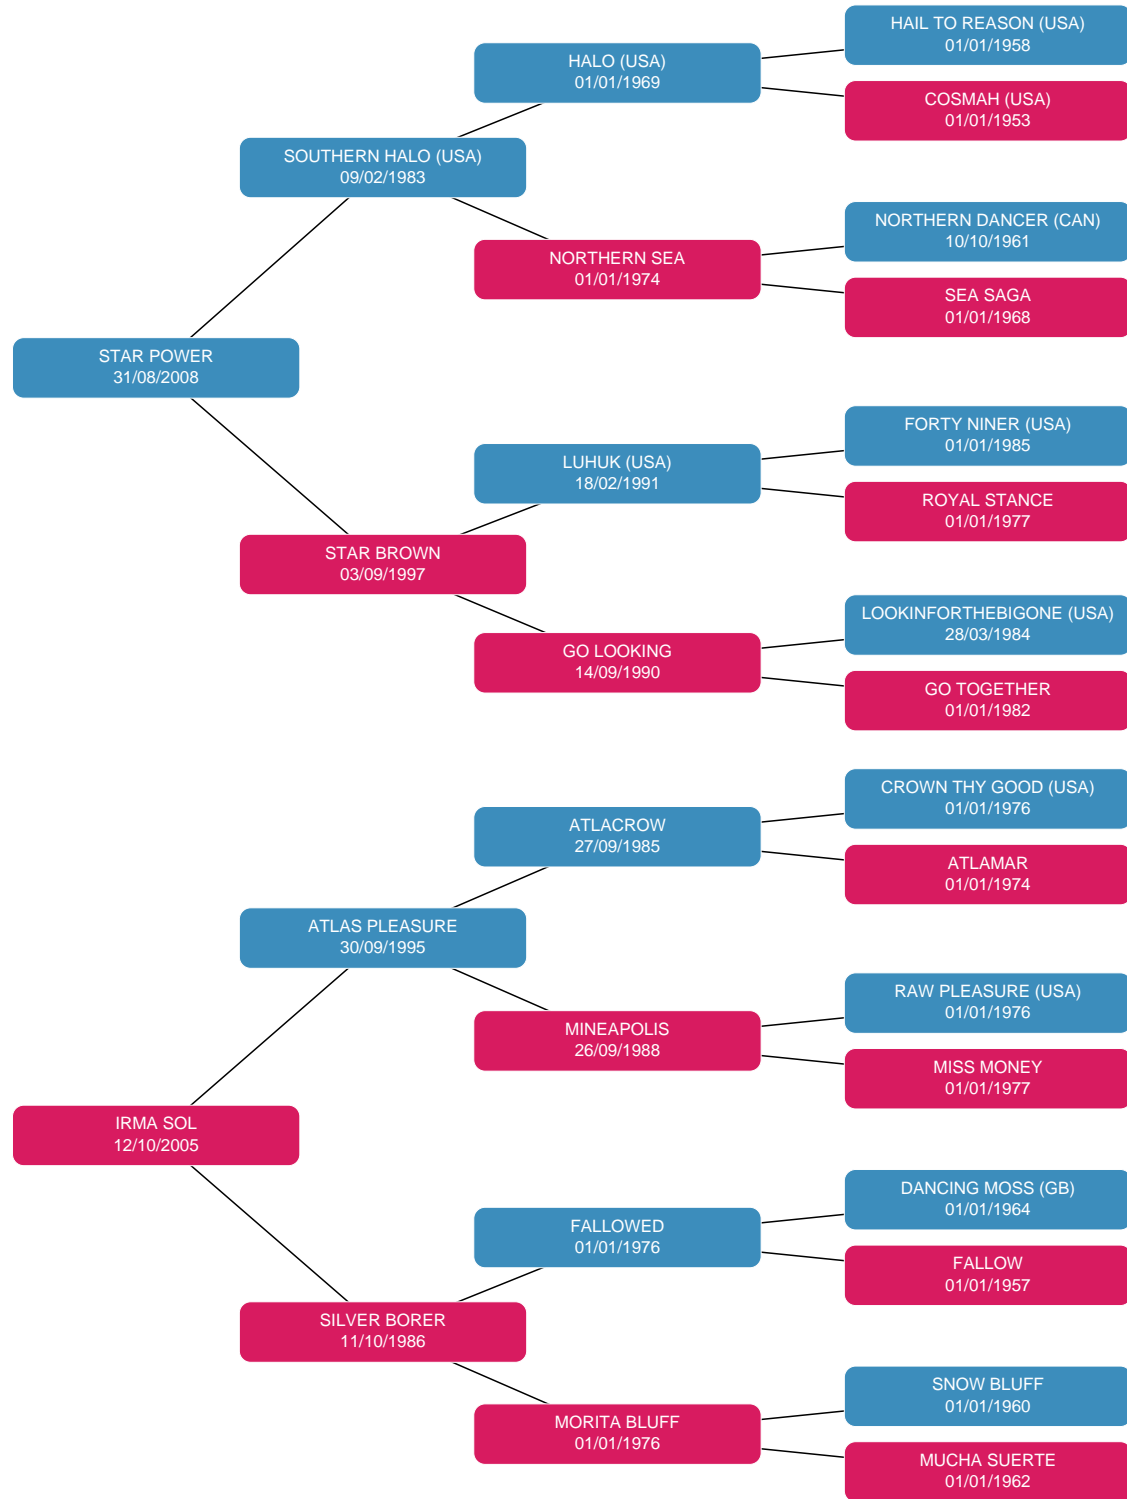 HAIL TO REASON (USA)
01/01/1958
HALO (USA)
01/01/1969
COSMAH (USA)
01/01/1953
SOUTHERN HALO (USA)
09/02/1983
NORTHERN DANCER (CAN)
10/10/1961
NORTHERN SEA
01/01/1974
SEA SAGA
01/01/1968
STAR POWER
31/08/2008
FORTY NINER (USA)
01/01/1985
LUHUK (USA)
18/02/1991
ROYAL STANCE
01/01/1977
STAR BROWN
03/09/1997
LOOKINFORTHEBIGONE (USA)
28/03/1984
GO LOOKING
14/09/1990
GO TOGETHER
01/01/1982
CROWN THY GOOD (USA)
01/01/1976
ATLACROW
27/09/1985
ATLAMAR
01/01/1974
ATLAS PLEASURE
30/09/1995
RAW PLEASURE (USA)
01/01/1976
MINEAPOLIS
26/09/1988
MISS MONEY
01/01/1977
IRMA SOL
12/10/2005
DANCING MOSS (GB)
01/01/1964
FALLOWED
01/01/1976
FALLOW
01/01/1957
SILVER BORER
11/10/1986
SNOW BLUFF
01/01/1960
MORITA BLUFF
01/01/1976
MUCHA SUERTE
01/01/1962